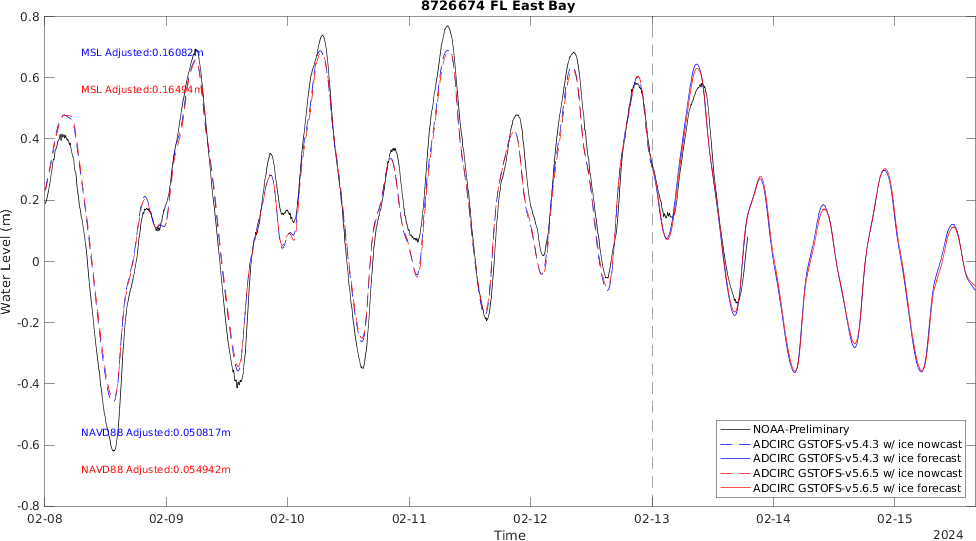 8726674 FL East Bay
MSL Adjusted:0.16082m
MSL Adjusted:0.16494m
NAVD88 Adjusted:0.050817m
NAVD88 Adjusted:0.054942m
Water Level (m)
0.8
0.6
0.4
0.2
0
-0.2
-0.4
-0.6
-0.8
NOAA-Preliminary
ADCIRC GSTOFS-v5.4.3 w/ ice nowcast
ADCIRC GSTOFS-v5.4.3 w/ ice forecast
ADCIRC GSTOFS-v5.6.5 w/ ice nowcast
ADCIRC GSTOFS-v5.6.5 w/ ice forecast
02-08 02-09 02-10 02-11 02-12 02-13 02-14 02-15
Time
2024